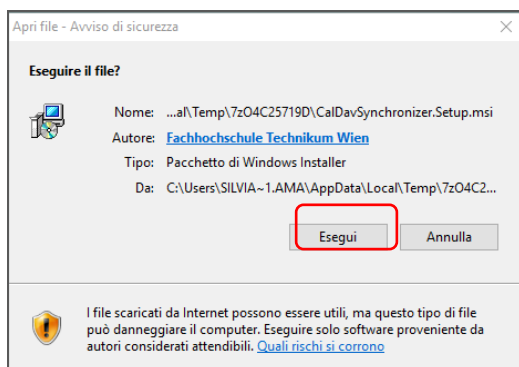 Apri file - Avviso di sicurezza
Eseguire il file?
Nome: ...al\Temp\7zO4C25719D\CalDavSynchronizer.Setup.msi
Autore: Fachhochschule Technikum Wien
Tipo: Pacchetto di Windows Installer
Da: C:\Users\SILVIA~1.AMA\AppData\Local\Temp\7zO4C2...
Esegui Annulla
I file scaricati da Internet possono essere utili, ma questo tipo di file
può danneggiare il computer. Eseguire solo software proveniente da
autori considerati attendibili. Quali rischi si corrono